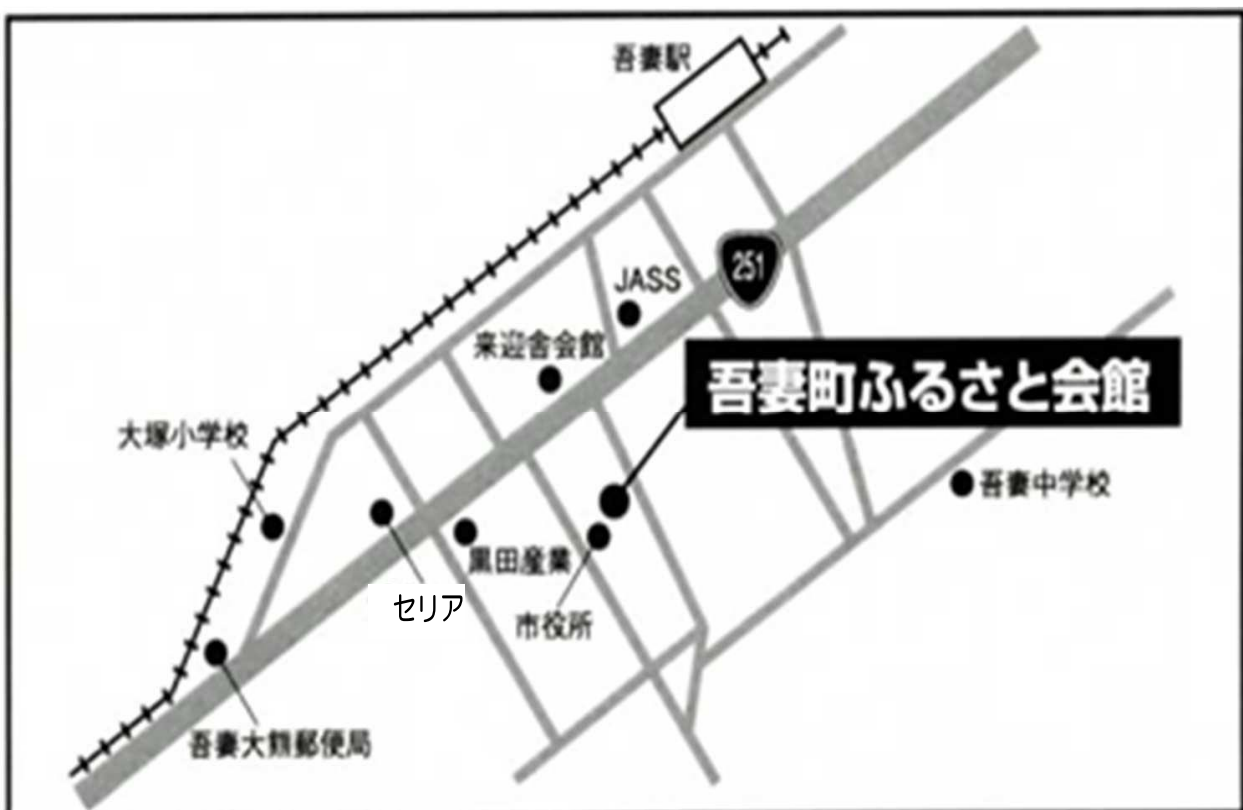 吾妻駅
251
JASS
来迎舎会館
吾妻町ふるさと会館
大塚小学校
吾妻中学校
黒田産業
セリア
市役所
吾妻大熊郵便局